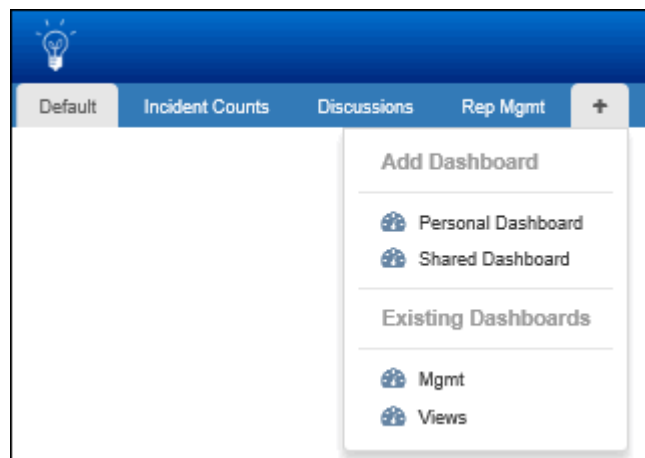 Default Incident Counts Discussions Rep Mgmt +
Add Dashboard
Personal Dashboard
Shared Dashboard
Existing Dashboards
Mgmt
Views